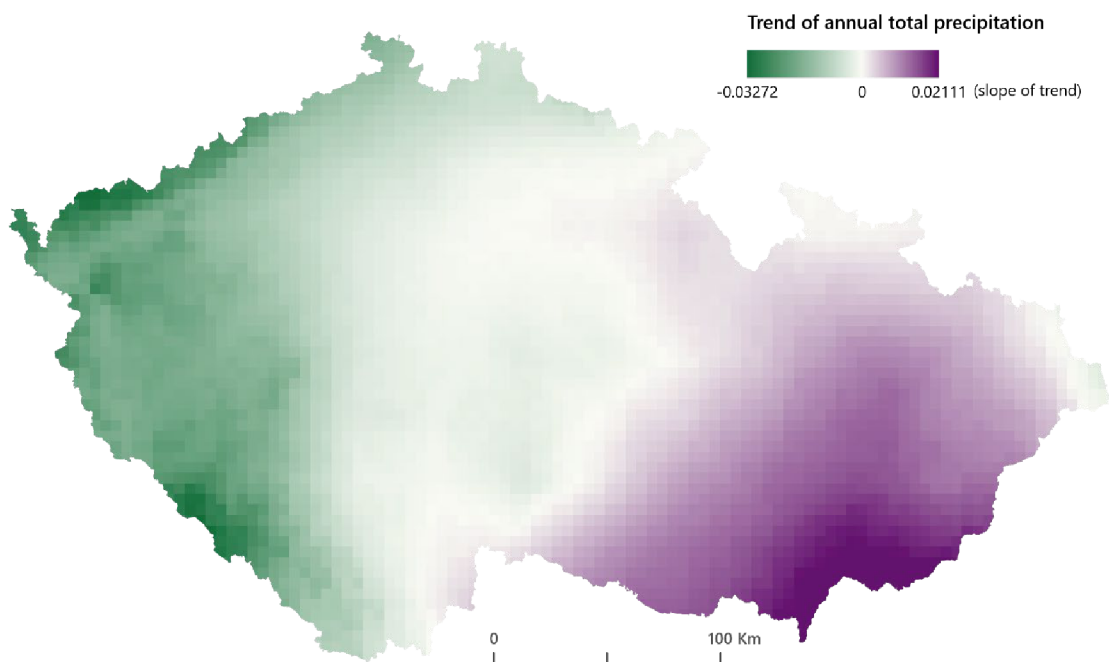 Trend of annual total precipitation
-0.03272 0 0.02111 (slope of trend)
0 100 Km